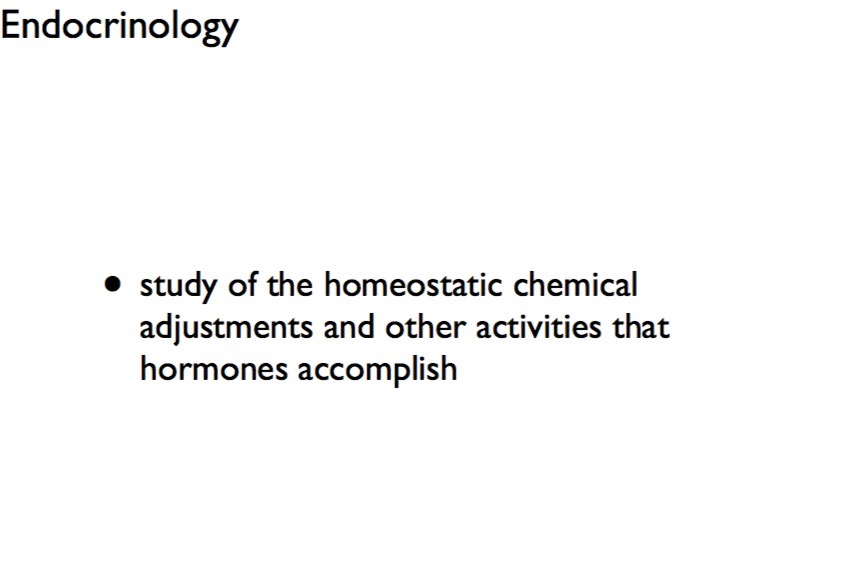 Endocrinology
• study of the homeostatic chemical
adjustments and other activities that
hormones accomplish